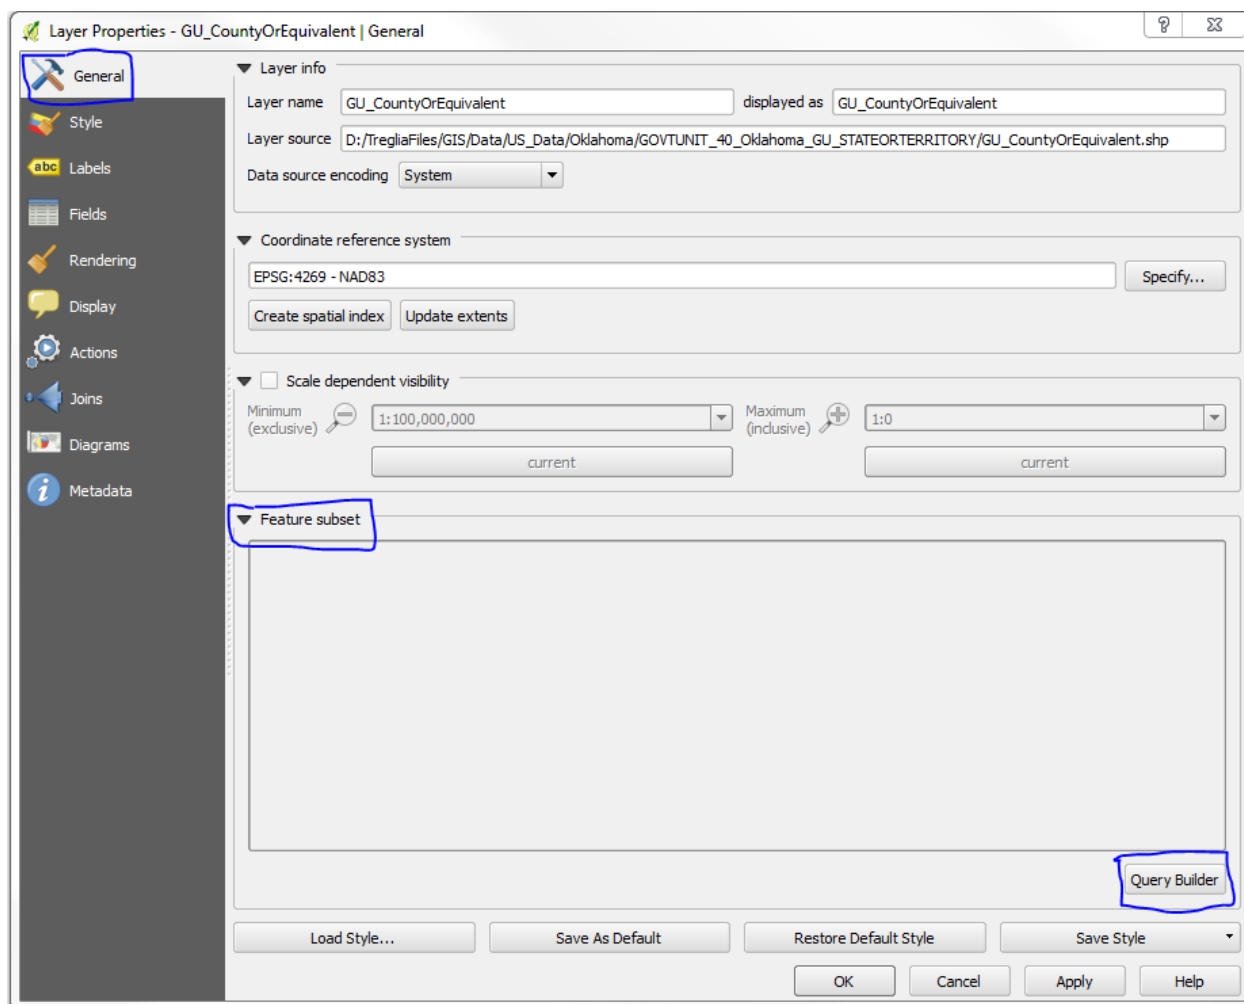 Layer Properties - GU_CountyOrEquivalent | General
General
Style
abc Labels
Fields
Rendering
Display
Actions
Joins
Diagrams
Metadata
Layer info
Layer name GU_CountyOrEquivalent displayed as GU_CountyOrEquivalent
Layer source D:/TregliaFiles/GIS/Data/US_Data/Oklahoma/GOVTUNIT_40_Oklahoma_GU_STATEORTERRITORY/GU_CountyOrEquivalent.shp
Data source encoding System
Coordinate reference system
EPSG:4269 - NAD83 Specify...
Create spatial index Update extents
Scale dependent visibility
Minimum (exclusive) 1:100,000,000 Maximum (inclusive) 1:0
current current
Feature subset
Query Builder
Load Style... Save As Default Restore Default Style Save Style
OK Cancel Apply Help